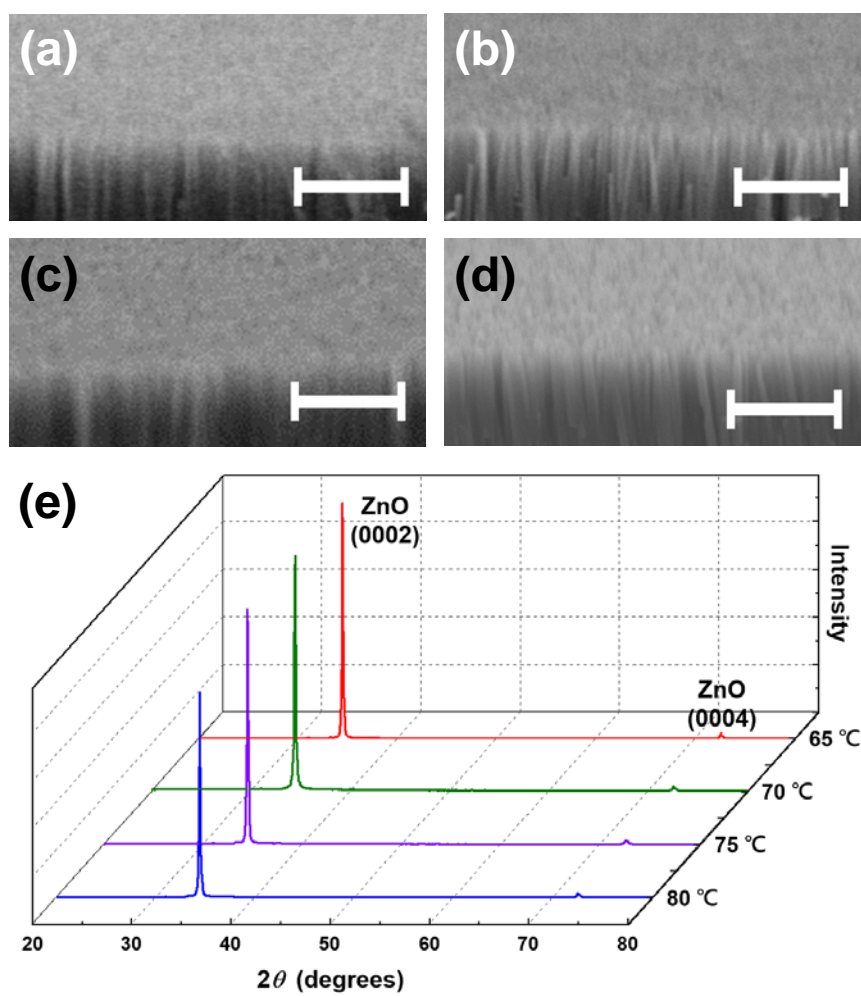 (a)
(b)
(c)
(d)
(e)
ZnO
(0002)
Intensity
ZnO
(0004)
65 ℃
70 ℃
75 ℃
80 ℃
20 30 40 50 60 70 80
2θ (degrees)